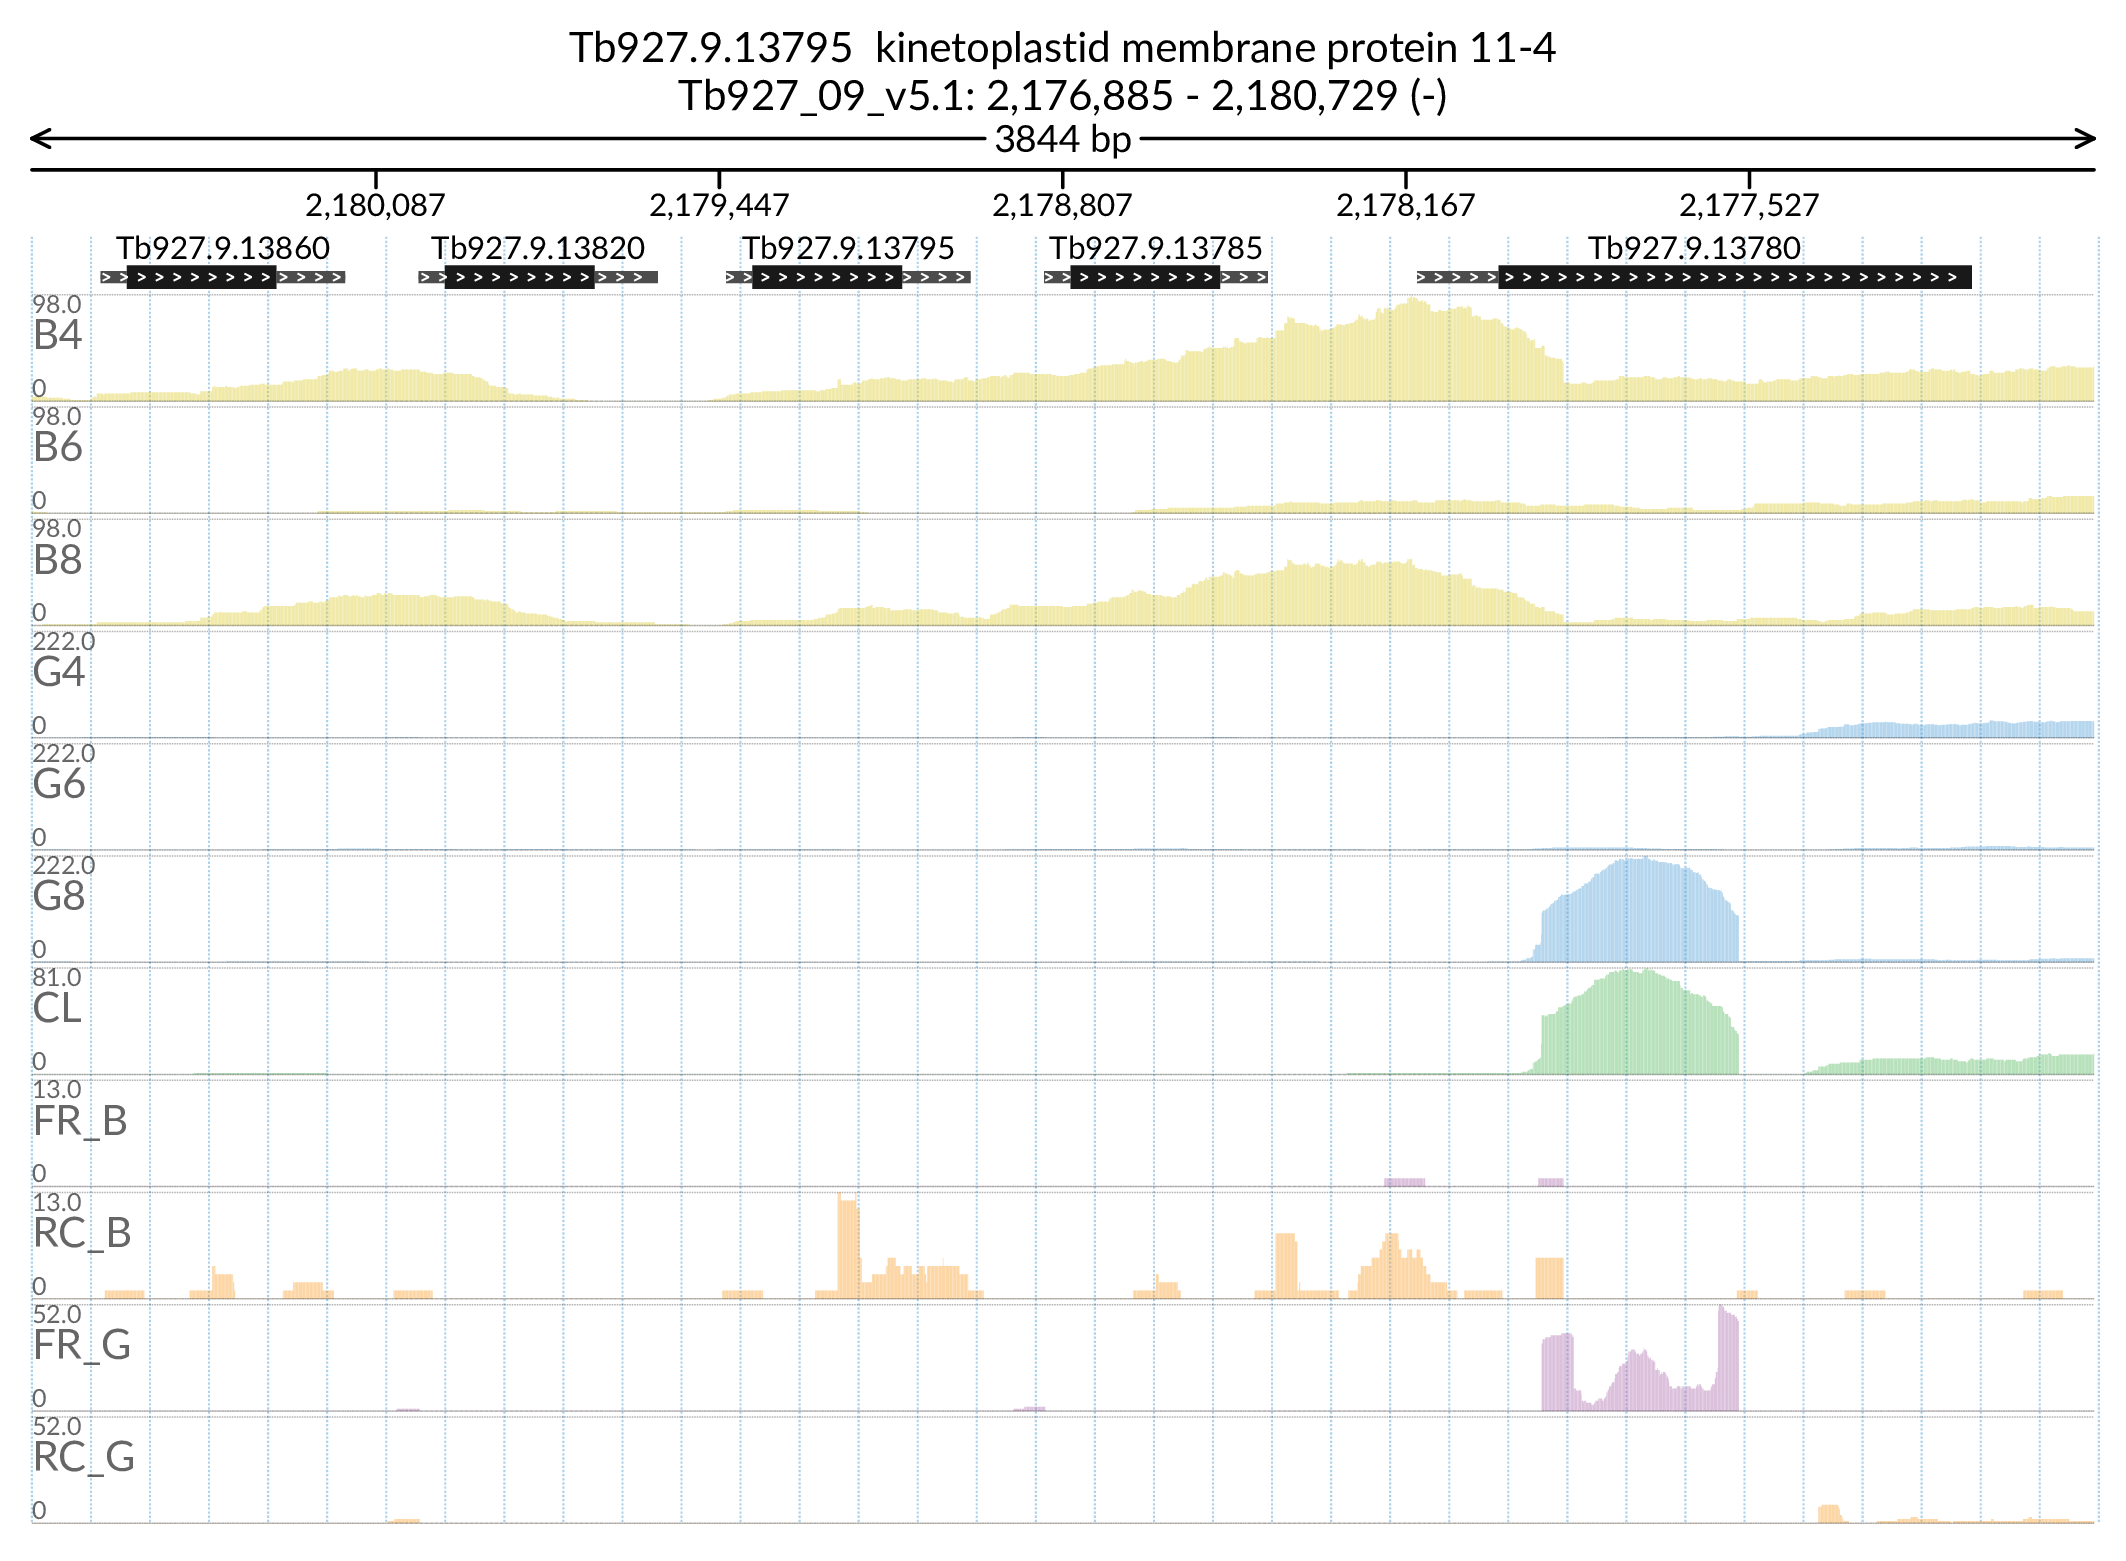 Tb927.9.13795  kinetoplastid membrane protein 11-4
Tb927_09_v5.1: 2,176,885 - 2,180,729 (-)
3844 bp
2,180,087 2,179,447 2,178,807 2,178,167 2,177,527
Tb927.9.13860 Tb927.9.13820 Tb927.9.13795 Tb927.9.13785 Tb927.9.13780
98.0
B4
0
98.0
B6
0
98.0
B8
0
222.0
G4
0
222.0
G6
0
222.0
G8
0
81.0
CL
0
13.0
FR_B
0
13.0
RC_B
0
52.0
FR_G
0
52.0
RC_G
0